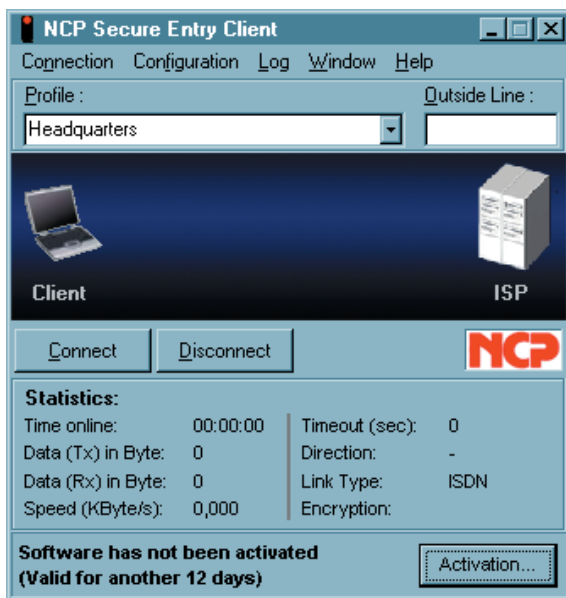 NCP Secure Entry Client
Connection Configuration Log Window Help
Profile : Outside Line :
Headquarters
Client ISP
Connect Disconnect NCP
Statistics:
Time online: 00:00:00 Timeout (sec): 0
Data (Tx) in Byte: 0 Direction: -
Data (Rx) in Byte: 0 Link Type: ISDN
Speed (KByte/s): 0,000 Encryption:
Software has not been activated
(Valid for another 12 days) Activation...